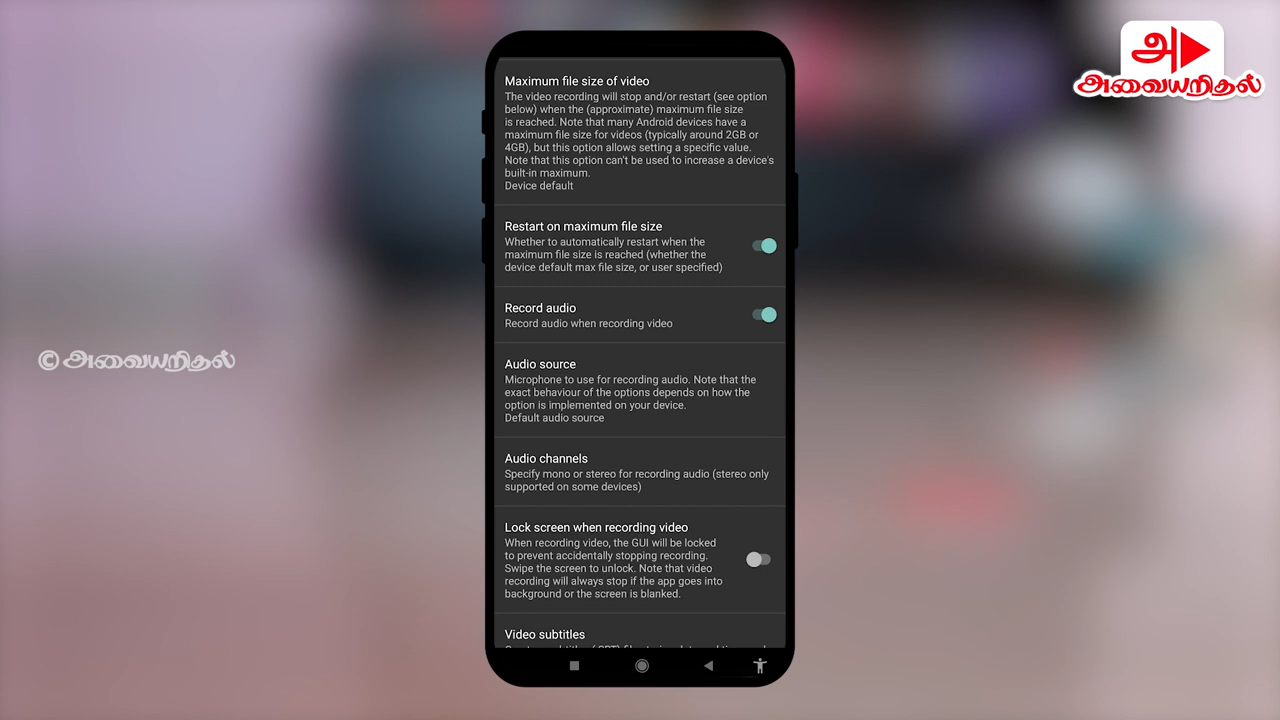 அ
அவையறிதல்
Maximum file size of video
The video recording will stop and/or restart (see option
below) when the (approximate) maximum file size
is reached. Note that many Android devices have a
maximum file size for videos (typically around 2GB or
4GB), but this option allows setting a specific value.
Note that this option can't be used to increase a device's
built-in maximum.
Device default
Restart on maximum file size
Whether to automatically restart when the
maximum file size is reached (whether the
device default max file size, or user specified)
Record audio
Record audio when recording video
©அவையறிதல்
Audio source
Microphone to use for recording audio. Note that the
exact behaviour of the options depends on how the
option is implemented on your device.
Default audio source
Audio channels
Specify mono or stereo for recording audio (stereo only
supported on some devices)
Lock screen when recording video
When recording video, the GUI will be locked
to prevent accidentally stopping recording.
Swipe the screen to unlock. Note that video
recording will always stop if the app goes into
background or the screen is blanked.
Video subtitles